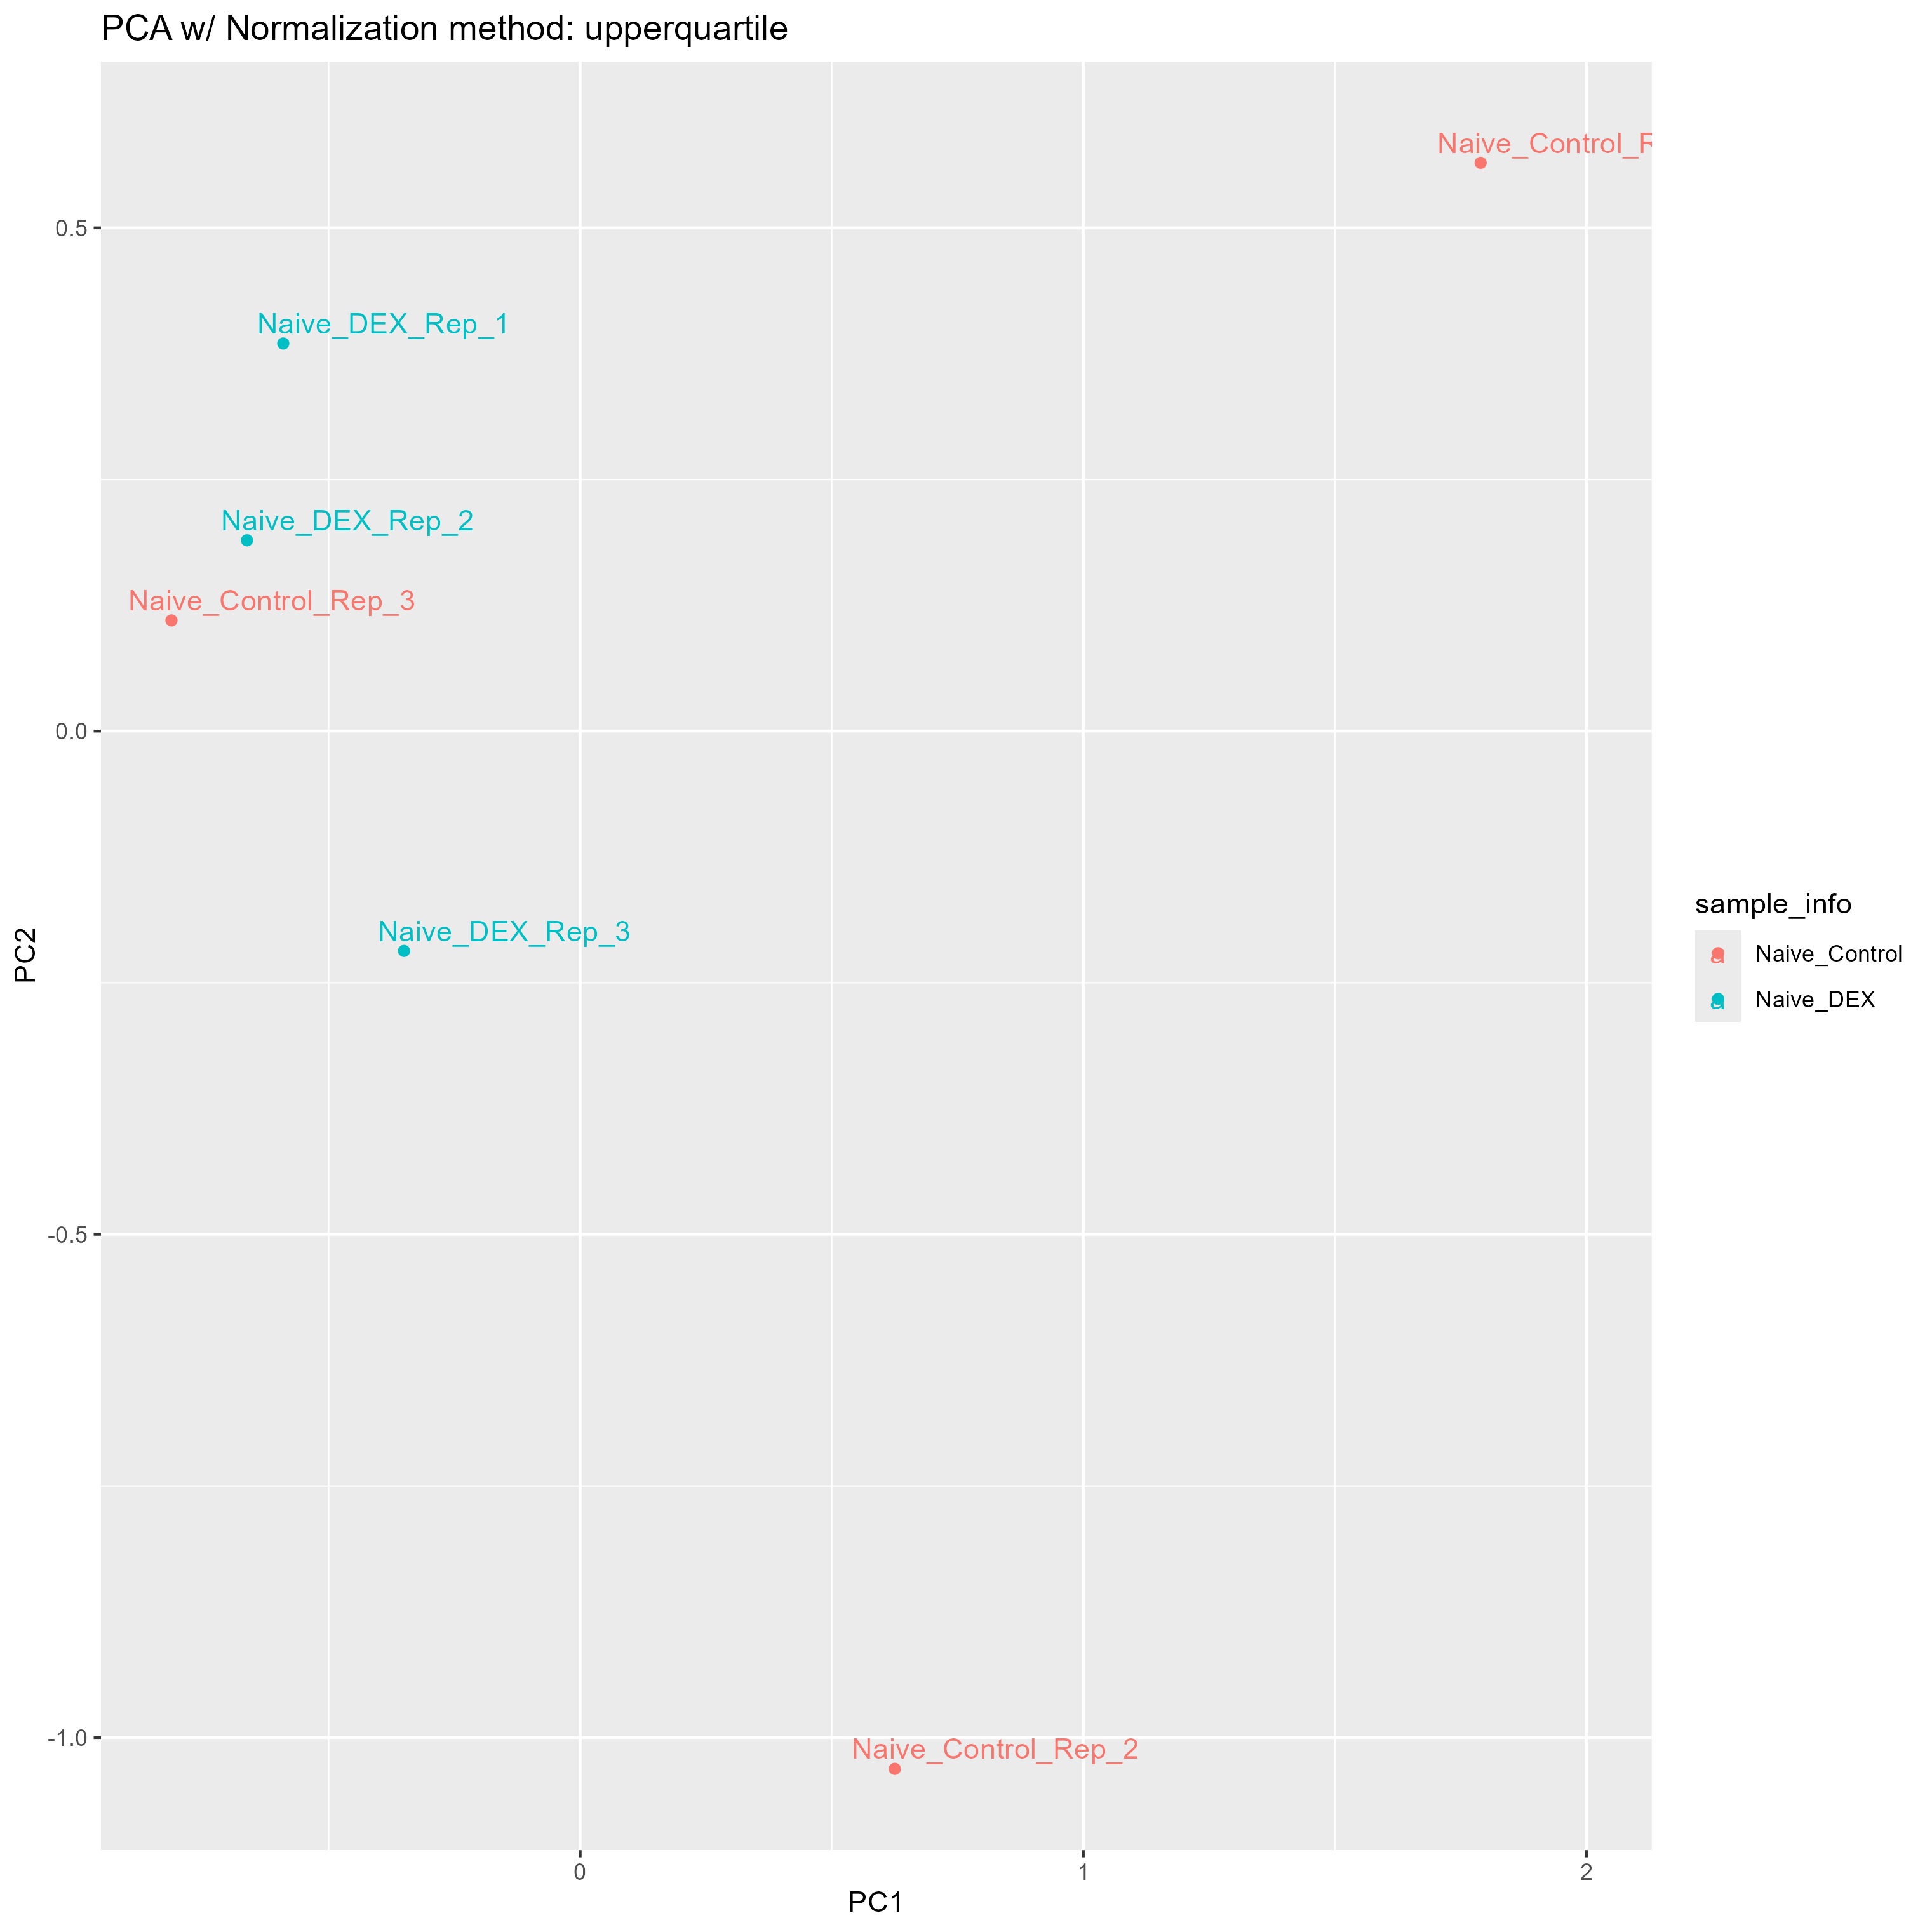 PCA w/ Normalization method: upperquartile
Naive_Control_R
0.5
Naive_DEX_Rep_1
Naive_DEX_Rep_2
Naive_Control_Rep_3
0.0
Naive_DEX_Rep_3
PC2
sample_info
a Naive_Control
a Naive_DEX
-0.5
-1.0
Naive_Control_Rep_2
0 1 2
PC1